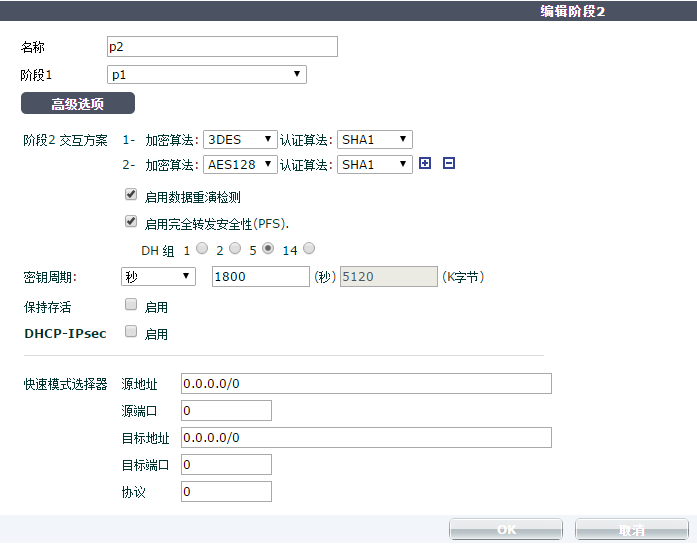 编辑阶段2
名称 p2
阶段1 p1
高级选项
阶段2 交互方案 1- 加密算法: 3DES 认证算法: SHA1
2- 加密算法: AES128 认证算法: SHA1
启用数据重演检测
启用完全转发安全性(PFS).
DH 组 1 2 5 14
密钥周期: 秒 1800 (秒) 5120 (K字节)
保持存活 启用
DHCP-IPsec 启用
快速模式选择器 源地址 0.0.0.0/0
源端口 0
目标地址 0.0.0.0/0
目标端口 0
协议 0
OK 取消